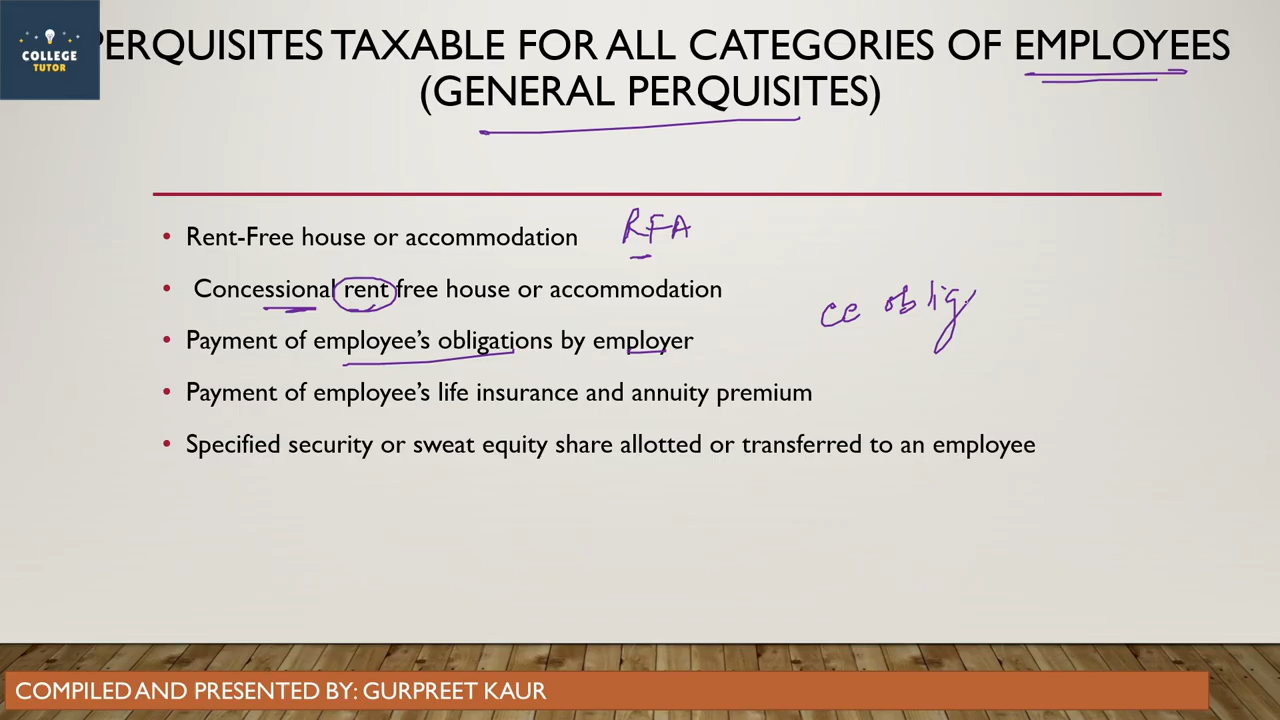 COLLEGE
TUTOR
PERQUISITES TAXABLE FOR ALL CATEGORIES OF EMPLOYEES
(GENERAL PERQUISITES)
Rent-Free house or accommodation RFA
Concessional rent free house or accommodation
ee oblig
Payment of employee's obligations by employer
Payment of employee's life insurance and annuity premium
Specified security or sweat equity share allotted or transferred to an employee
COMPILED AND PRESENTED BY: GURPREET KAUR